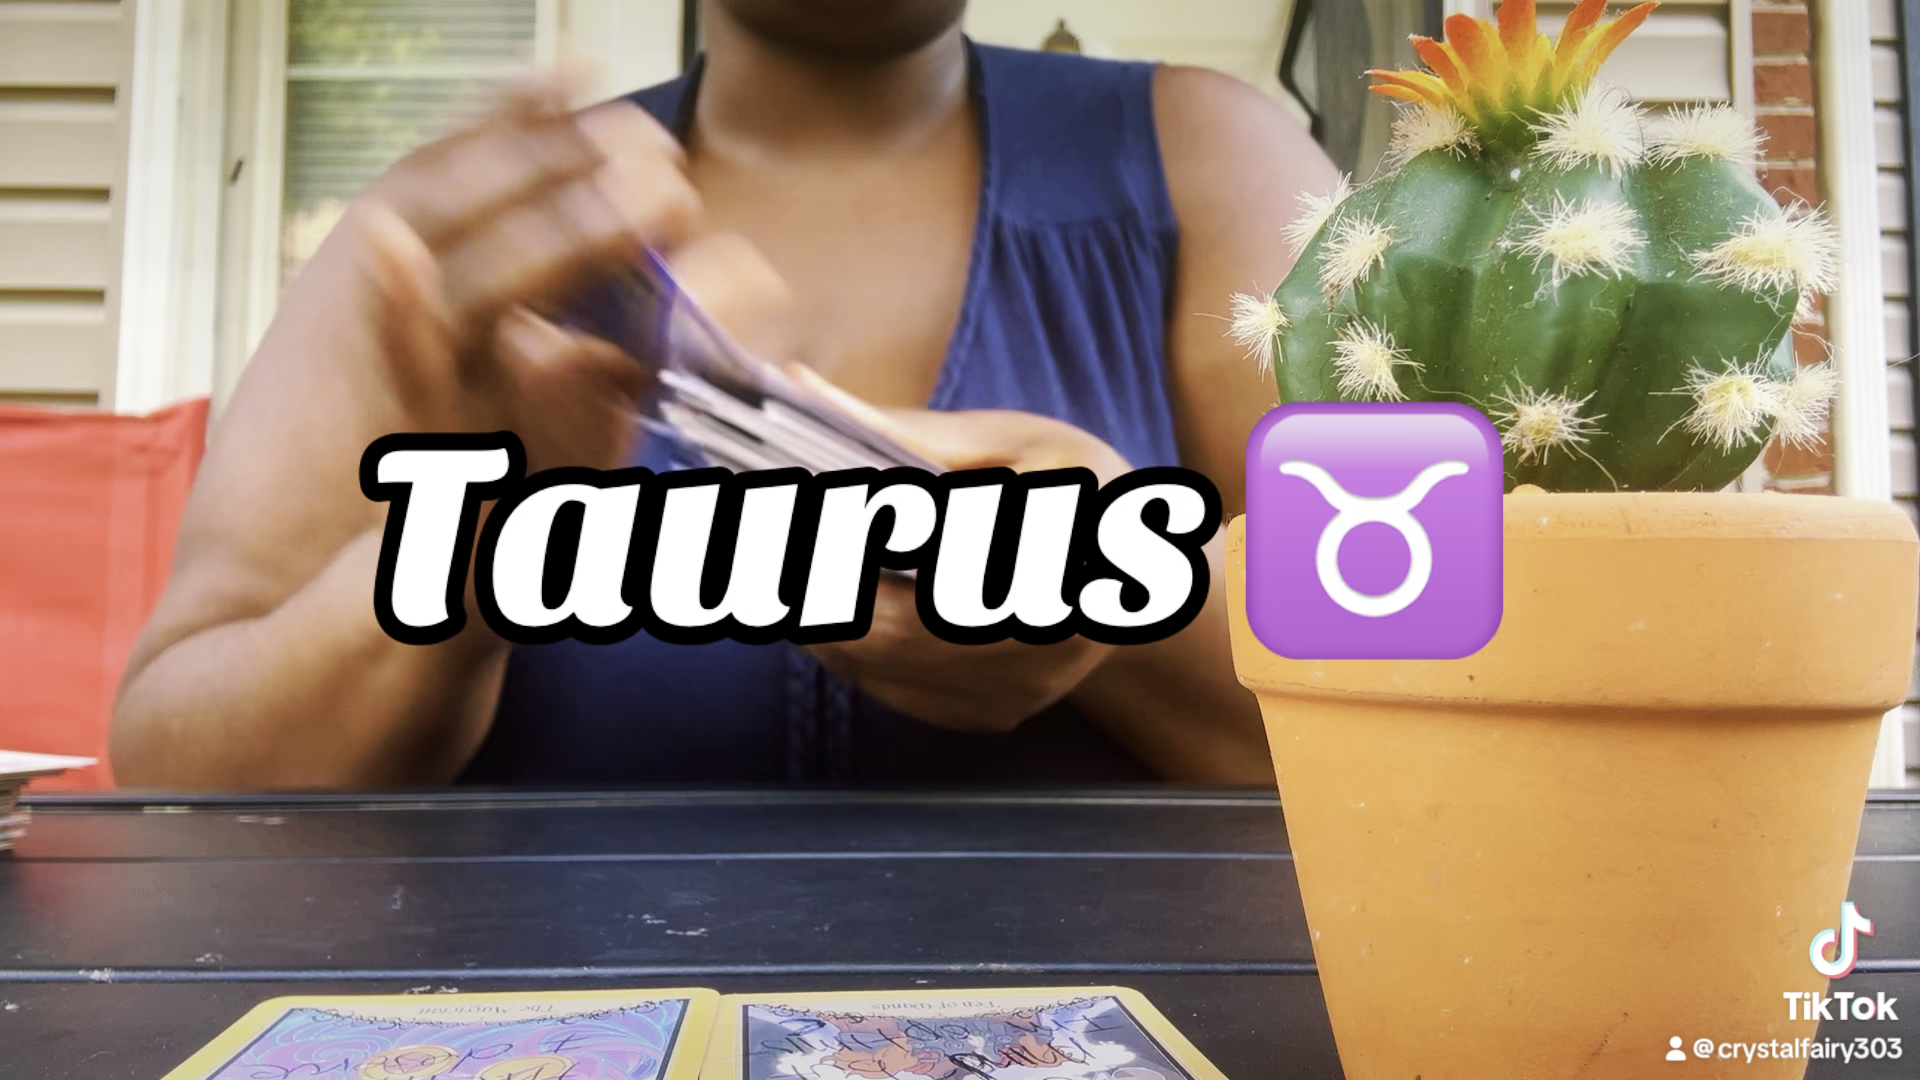 Taurus ♉
The Magician
Ten of Wands
TikTok
@crystalfairy303